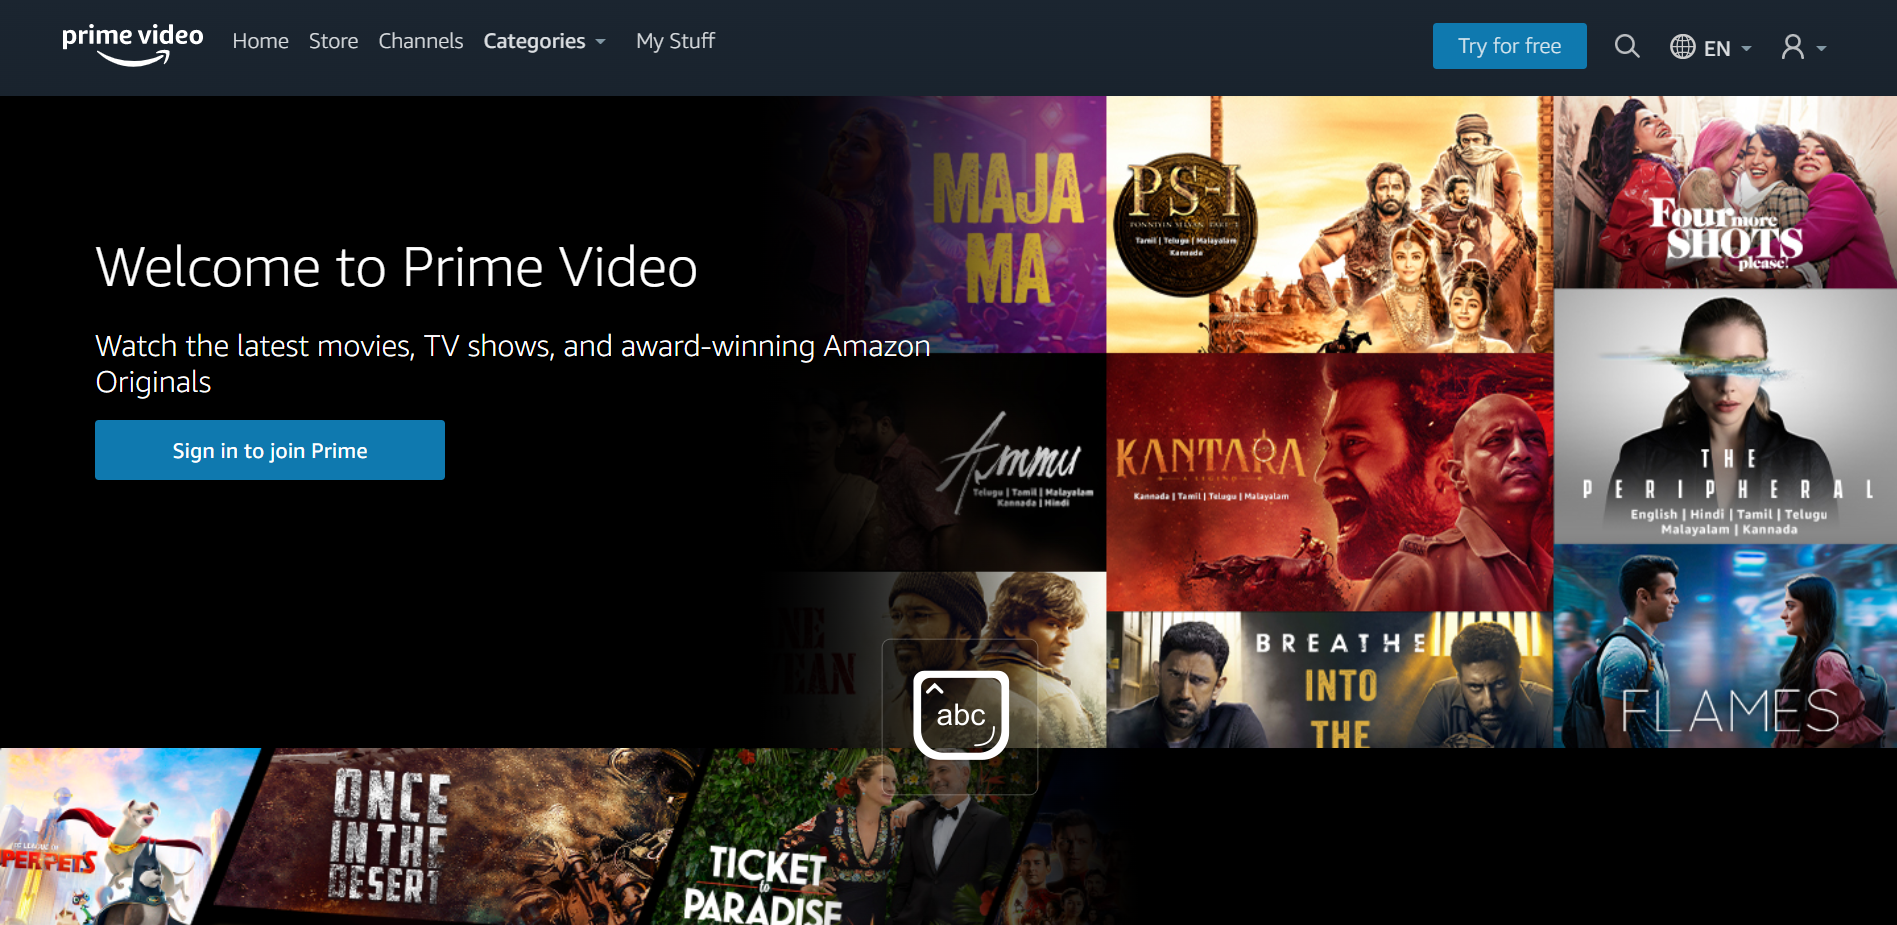 prime video
Home
Store
Channels
Categories
My Stuff
Try for free
EN
Welcome to Prime Video
Watch the latest movies, TV shows, and award-winning Amazon
Originals
Sign in to join Prime
MAJA
MA
PS-I
PONNIYIN SELVAN PART-I
Tamil | Telugu | Malayalam
Kannada
Four more
SHOTS
please!
Ammu
Telugu | Tamil | Malayalam
Kannada | Hindi
KANTARA
A LEGEND
Kannada | Tamil | Telugu | Malayalam
THE
PERIPHERAL
English | Hindi | Tamil | Telugu
Malayalam | Kannada
BREATHE
INTO
THE
FLAMES
abc
LEAGUE OF
PERPETS
ONCE
IN THE
DESERT
TICKET
to
PARADISE